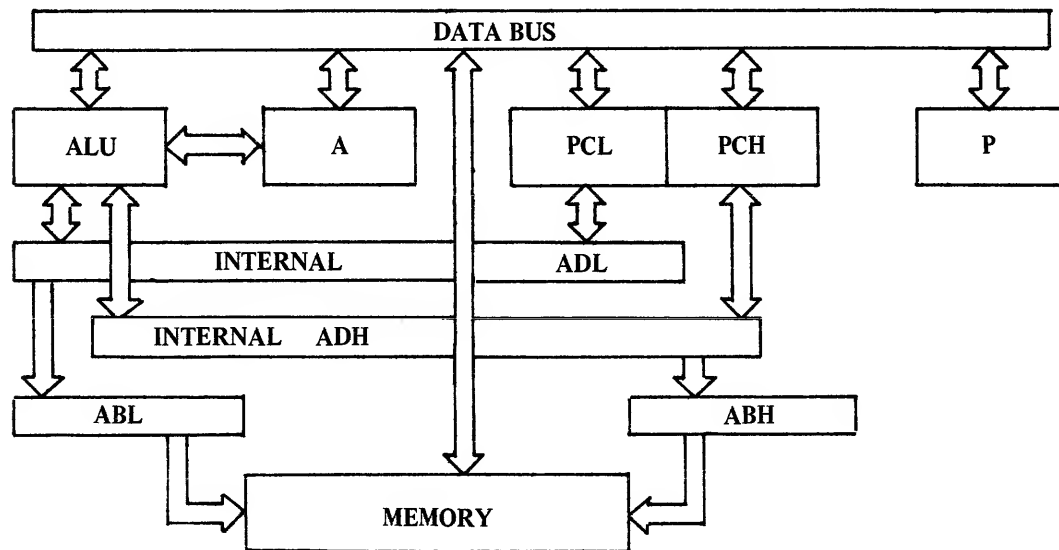 DATA BUS
ALU
A
PCL
PCH
P
INTERNAL ADL
INTERNAL ADH
ABL
ABH
MEMORY